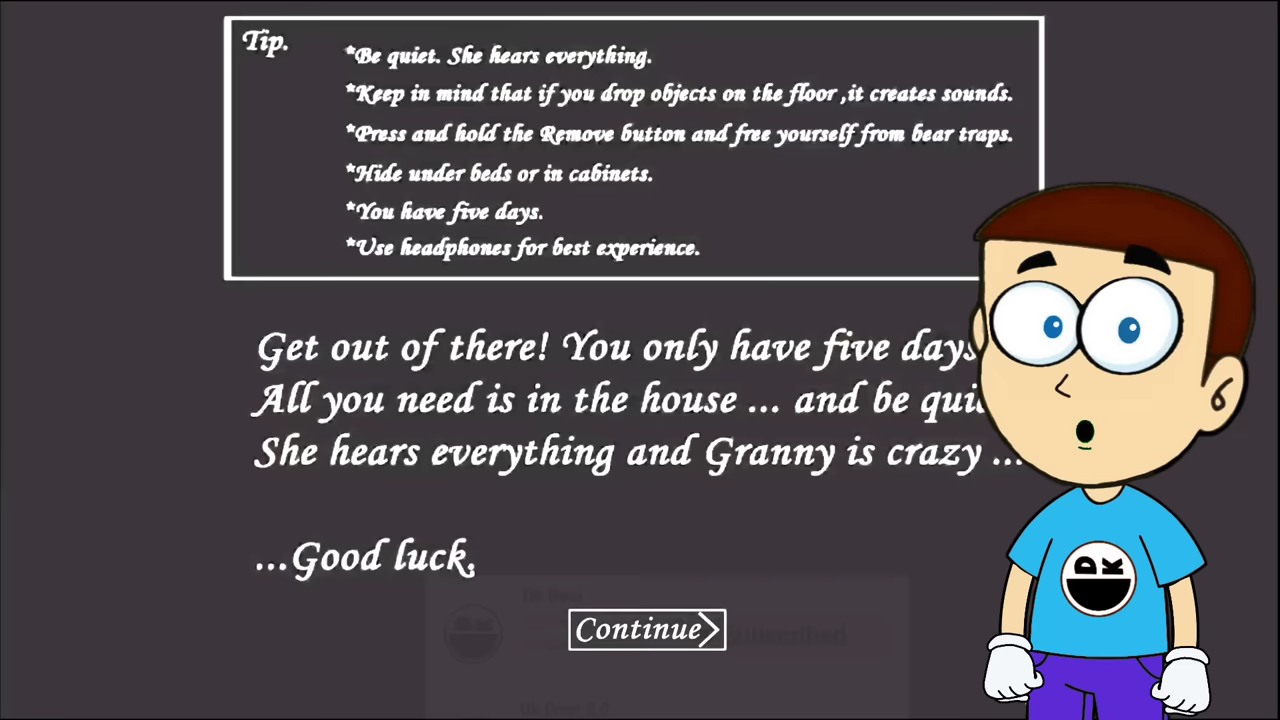 Tip.
*Be quiet. She hears everything.
*Keep in mind that if you drop objects on the floor ,it creates sounds.
*Press and hold the Remove button and free yourself from bear traps.
*Hide under beds or in cabinets.
*You have five days.
*Use headphones for best experience.
Get out of there! You only have five days
All you need is in the house ... and be
She hears everything and Granny is crazy ...
...Good luck.
Continue
Subscribed
DK